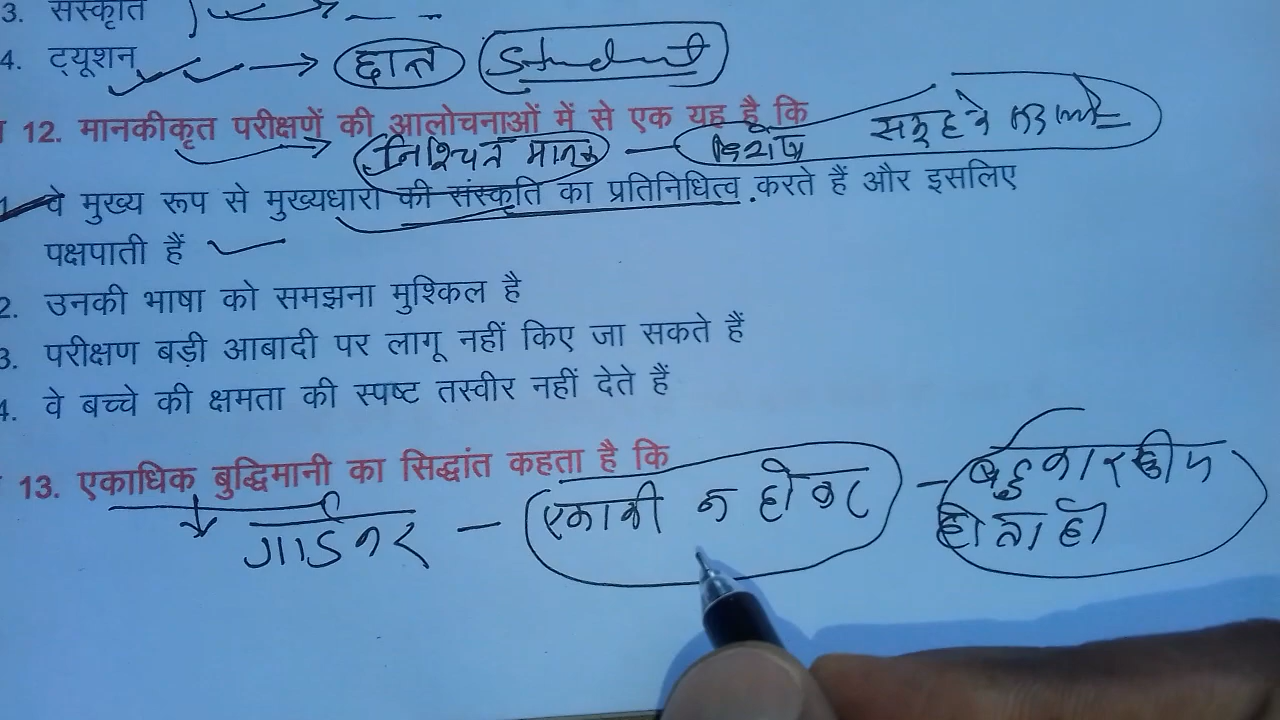 3. संस्कृति
4. ट्यूशन → छात्र Student
12. मानकीकृत परीक्षणें की आलोचनाओं में से एक यह है कि
→ निश्चित मानक – विशेष समूह के
1. वे मुख्य रूप से मुख्यधारा की संस्कृति का प्रतिनिधित्व करते हैं और इसलिए
पक्षपाती हैं
2. उनकी भाषा को समझना मुश्किल है
3. परीक्षण बड़ी आबादी पर लागू नहीं किए जा सकते हैं
4. वे बच्चे की क्षमता की स्पष्ट तस्वीर नहीं देते हैं
13. एकाधिक बुद्धिमानी का सिद्धांत कहता है कि
गार्डनर – एकाकी न होकर – बहुकारकीय
होता है